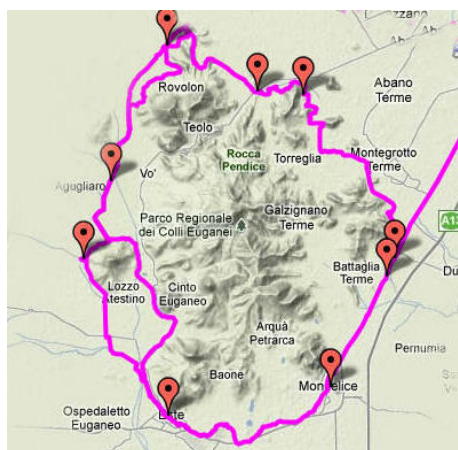 Rovolon
Teolo
Abano
Terme
Rocca
Pendice
Torreglia
Montegrotto
Terme
Vo'
Agugliaro
Parco Regionale
dei Colli Euganei
Galzignano
Terme
A13
Battaglia
Terme
Lozzo
Atestino
Cinto
Euganeo
Arquà
Petrarca
Pernumia
Baone
Ospedaletto
Euganeo